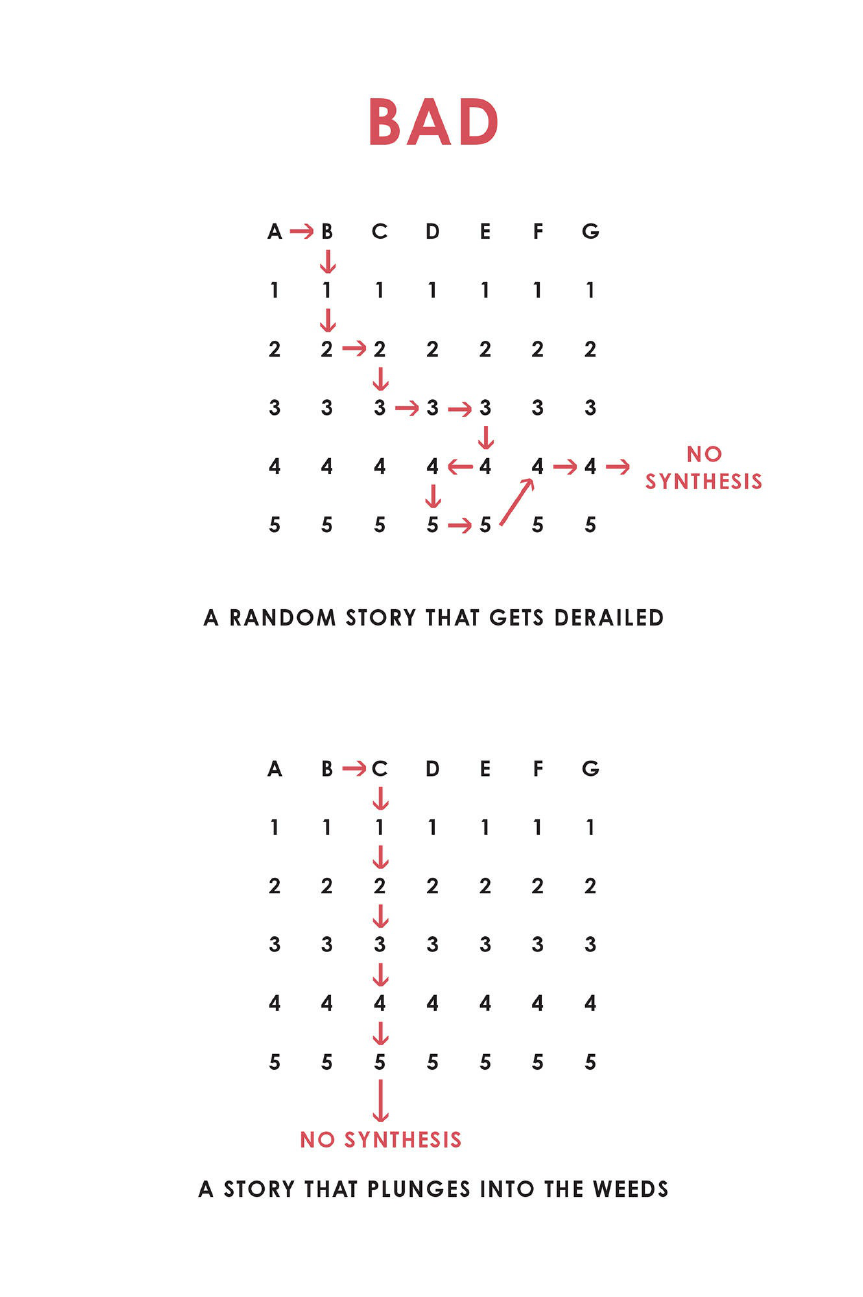 BAD
A → B C D E F G
↓
1 1 1 1 1 1 1
↓
2 2 → 2 2 2 2 2
↓
3 3 3 → 3 → 3 3 3
↓
4 4 4 4 ← 4 4 → 4 → NO SYNTHESIS
↓ ↗
5 5 5 5 → 5 5 5
A RANDOM STORY THAT GETS DERAILED
A B → C D E F G
↓
1 1 1 1 1 1 1
↓
2 2 2 2 2 2 2
↓
3 3 3 3 3 3 3
↓
4 4 4 4 4 4 4
↓
5 5 5 5 5 5 5
↓
NO SYNTHESIS
A STORY THAT PLUNGES INTO THE WEEDS